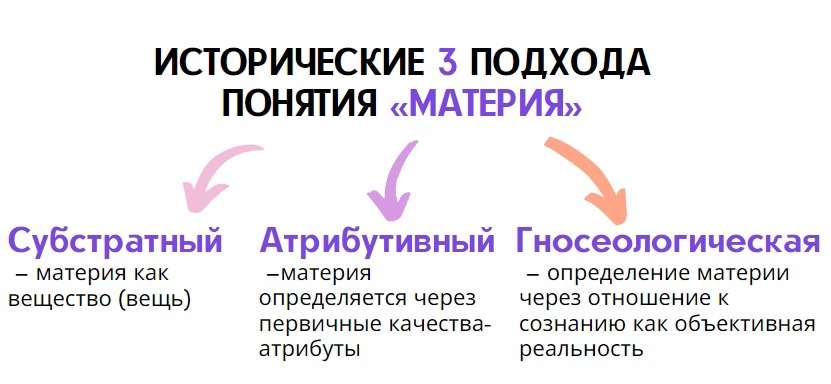 ИСТОРИЧЕСКИЕ 3 ПОДХОДА
ПОНЯТИЯ «МАТЕРИЯ»
Субстратный
– материя как
вещество (вещь)
Атрибутивный
–материя
определяется через
первичные качества-
атрибуты
Гносеологическая
– определение материи
через отношение к
сознанию как объективная
реальность